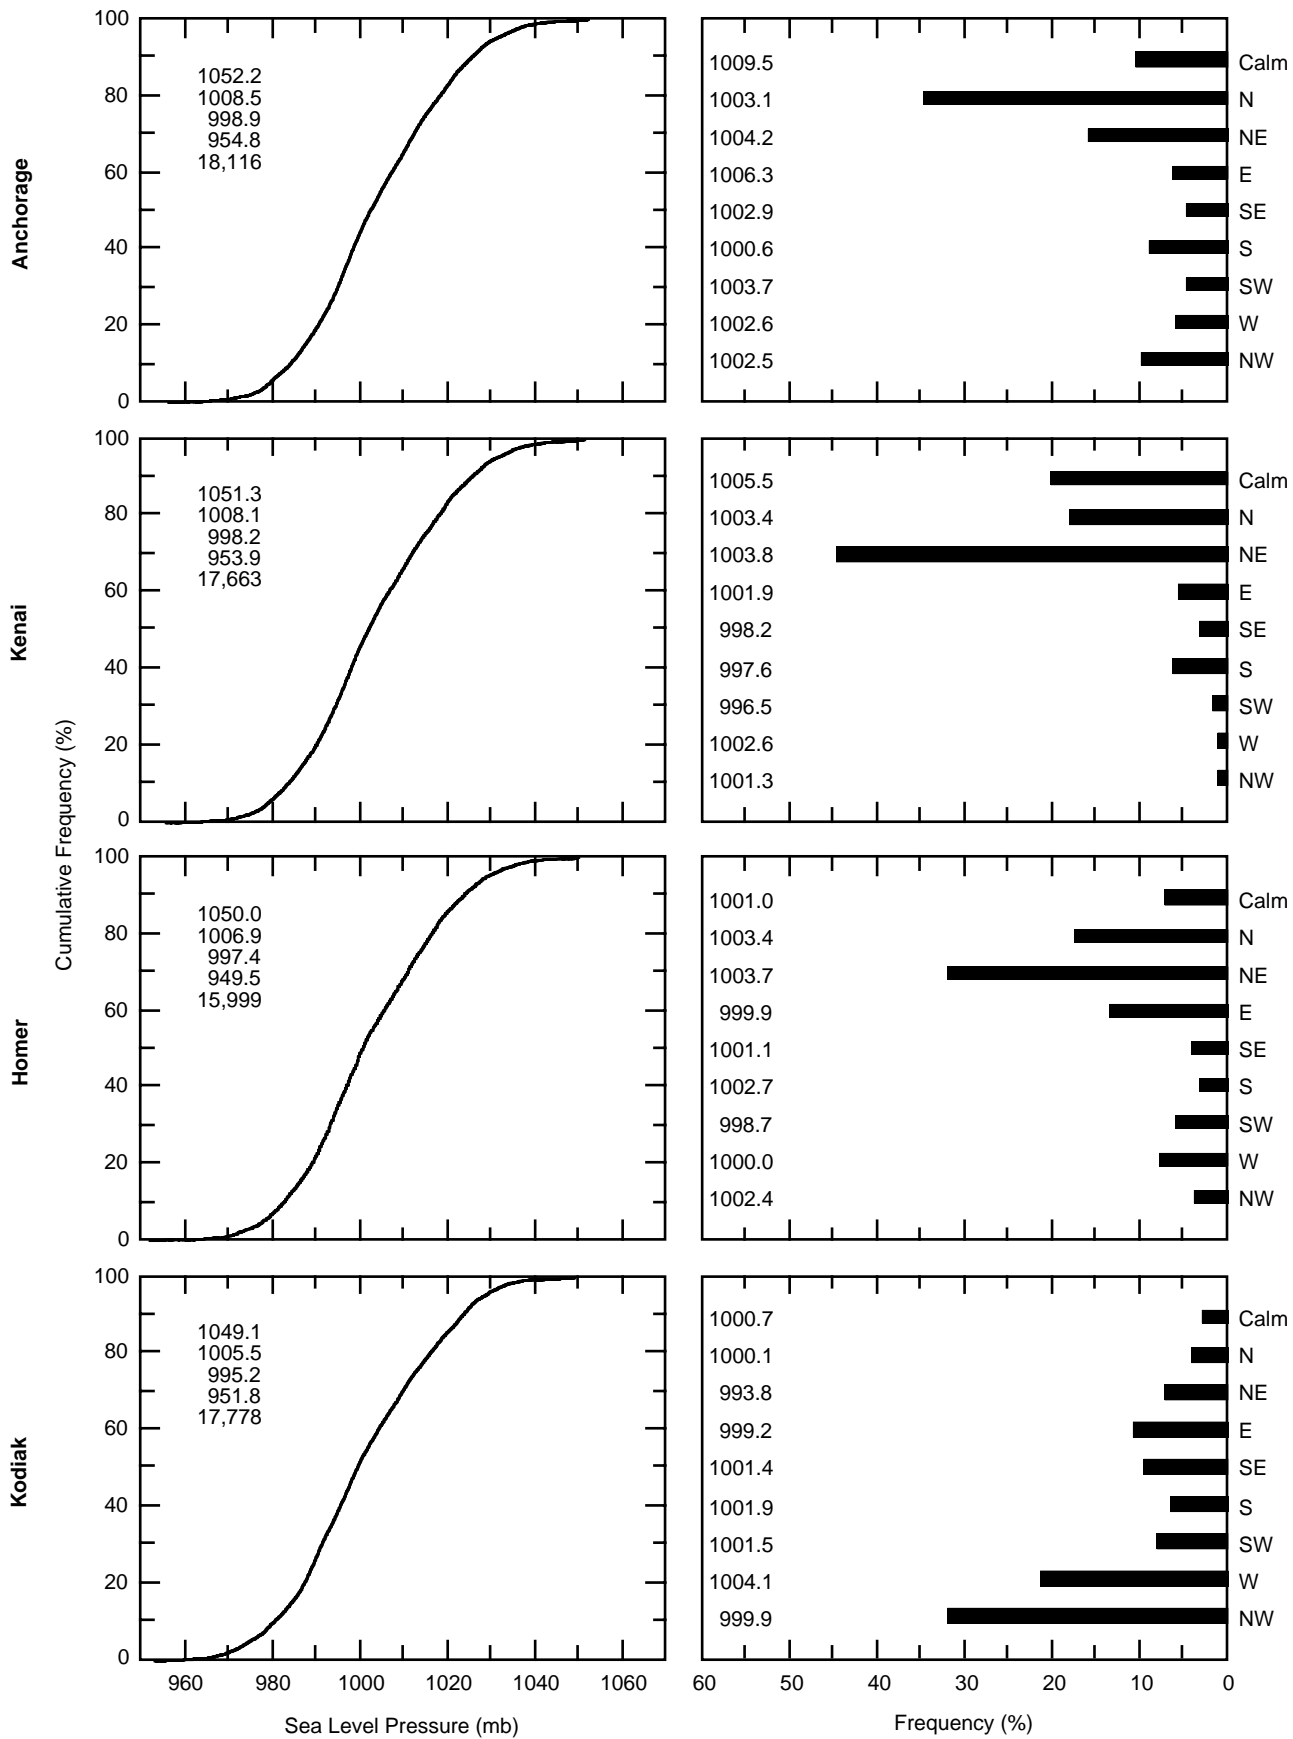 Anchorage
100
80
60
40
20
0
1052.2
1008.5
998.9
954.8
18,116
1009.5 Calm
1003.1 N
1004.2 NE
1006.3 E
1002.9 SE
1000.6 S
1003.7 SW
1002.6 W
1002.5 NW
Kenai
100
80
60
40
20
0
1051.3
1008.1
998.2
953.9
17,663
1005.5 Calm
1003.4 N
1003.8 NE
1001.9 E
998.2 SE
997.6 S
996.5 SW
1002.6 W
1001.3 NW
Cumulative Frequency (%)
Homer
100
80
60
40
20
0
1050.0
1006.9
997.4
949.5
15,999
1001.0 Calm
1003.4 N
1003.7 NE
999.9 E
1001.1 SE
1002.7 S
998.7 SW
1000.0 W
1002.4 NW
Kodiak
100
80
60
40
20
0
1049.1
1005.5
995.2
951.8
17,778
1000.7 Calm
1000.1 N
993.8 NE
999.2 E
1001.4 SE
1001.9 S
1001.5 SW
1004.1 W
999.9 NW
960 980 1000 1020 1040 1060
Sea Level Pressure (mb)
60 50 40 30 20 10 0
Frequency (%)